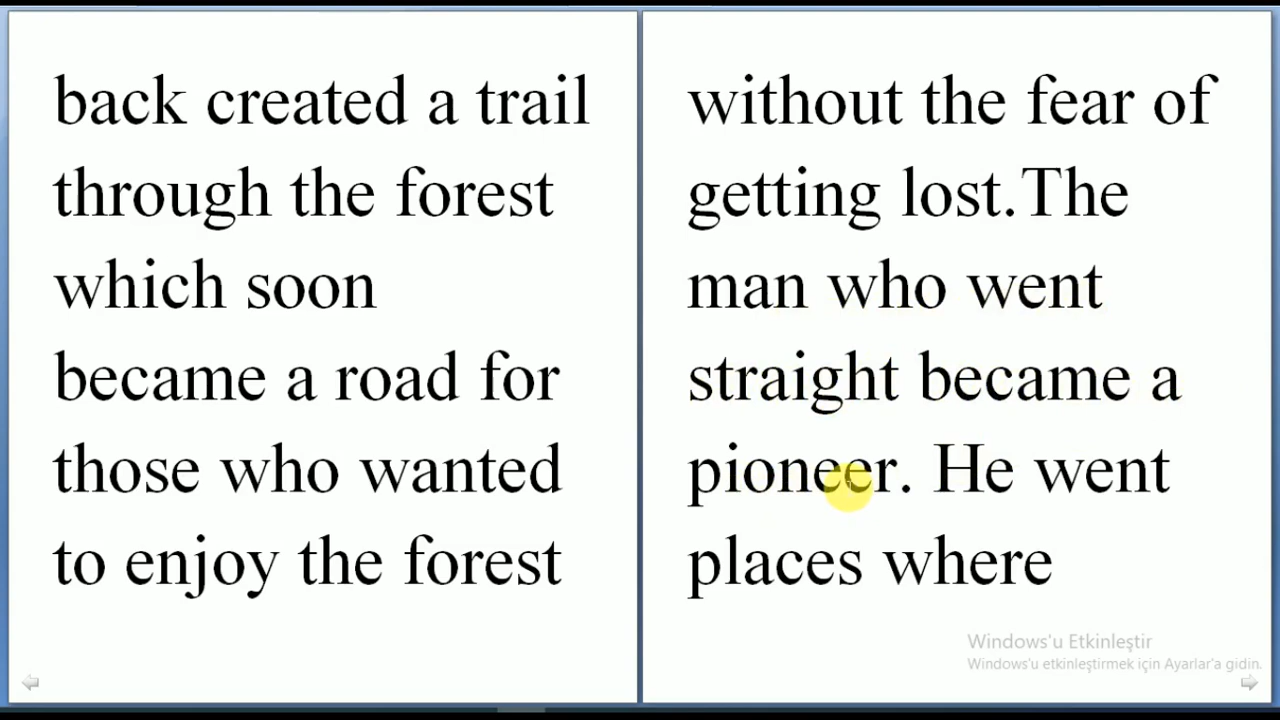 back created a trail
through the forest
which soon
became a road for
those who wanted
to enjoy the forest
without the fear of
getting lost.The
man who went
straight became a
pioneer. He went
places where
Windows'u Etkinleştir
Windows'u etkinleştirmek için Ayarlar'a gidin.